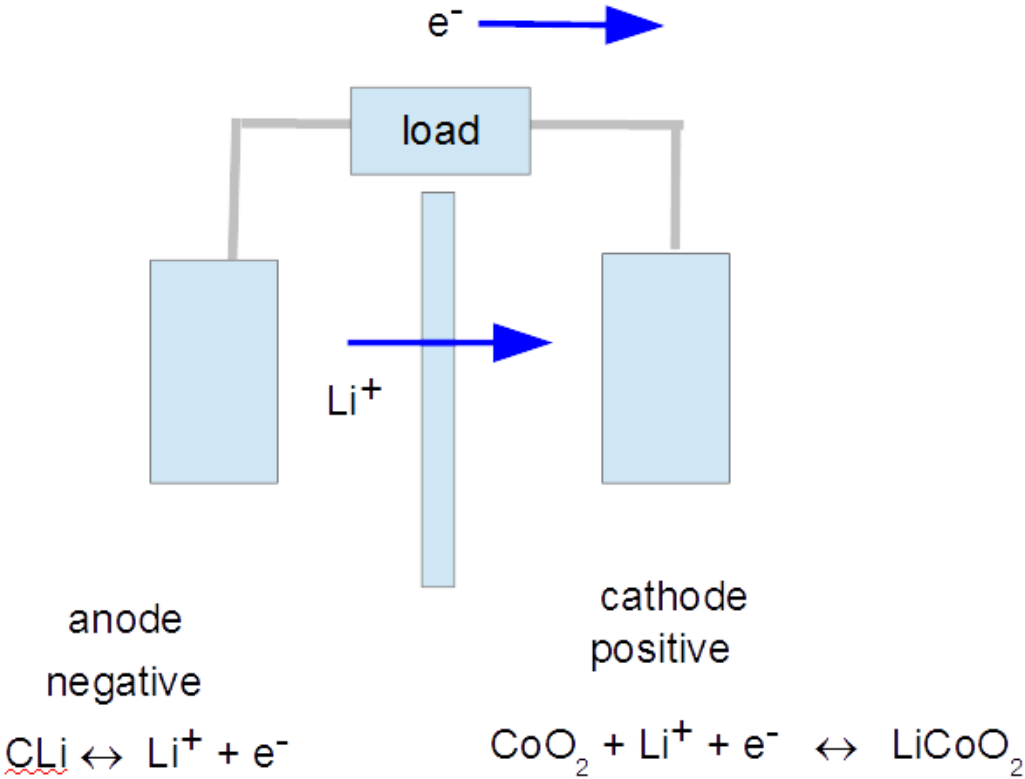 e⁻
load
Li⁺
anode
negative
CLi ↔ Li⁺ + e⁻
cathode
positive
CoO₂ + Li⁺ + e⁻ ↔ LiCoO₂